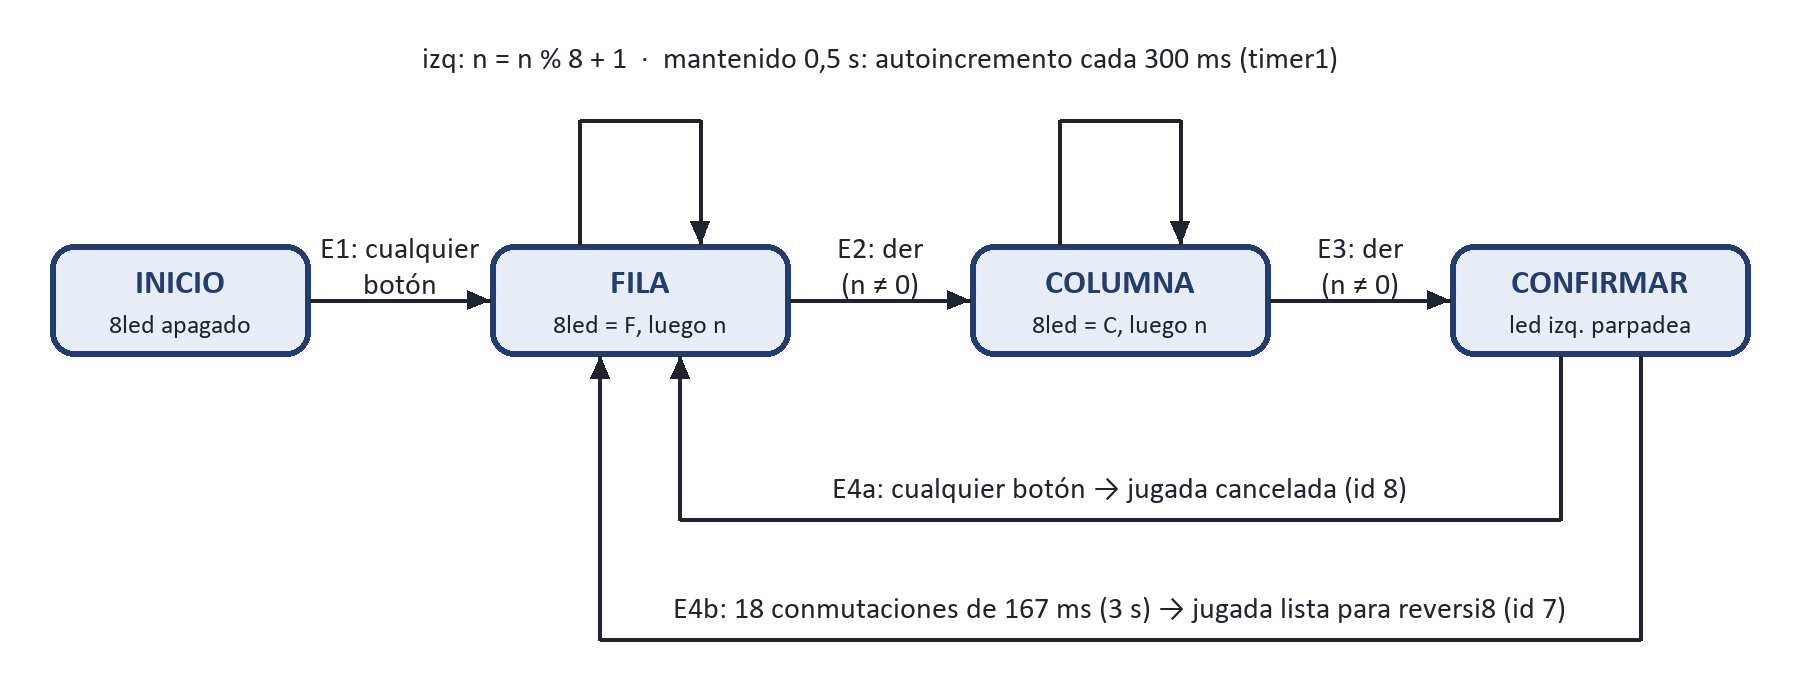 izq: n = n % 8 + 1 · mantenido 0,5 s: autoincremento cada 300 ms (timer1)
INICIO
8led apagado
E1: cualquier
botón
FILA
8led = F, luego n
E2: der
(n ≠ 0)
COLUMNA
8led = C, luego n
E3: der
(n ≠ 0)
CONFIRMAR
led izq. parpadea
E4a: cualquier botón → jugada cancelada (id 8)
E4b: 18 conmutaciones de 167 ms (3 s) → jugada lista para reversi8 (id 7)